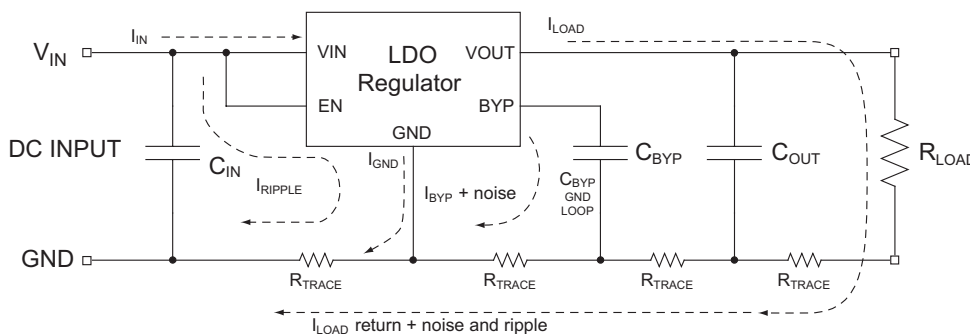 I_IN
I_LOAD
V_IN
VIN
LDO
Regulator
VOUT
EN
BYP
GND
DC INPUT
C_IN
I_RIPPLE
I_GND
I_BYP + noise
C_BYP
GND
LOOP
C_BYP
C_OUT
R_LOAD
GND
R_TRACE
R_TRACE
R_TRACE
R_TRACE
I_LOAD return + noise and ripple